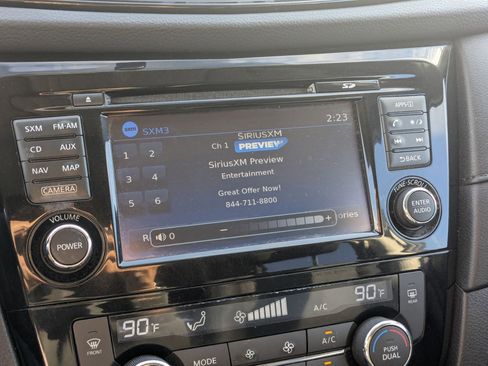 SD
APPS [i]
SXM FM-AM
CD AUX
NAV MAP
CAMERA
BACK
VOLUME
POWER
TUNE-SCROLL
ENTER
AUDIO
SXM3
2:23
Ch 1
SIRIUSXM
PREVIEW
SiriusXM Preview
Entertainment
Great Offer Now!
844-711-8800
1 2
3 4
5 6
R
ories
0 − +
90°F
90°F
A/C
FRONT
REAR
MODE
A/C
PUSH
DUAL